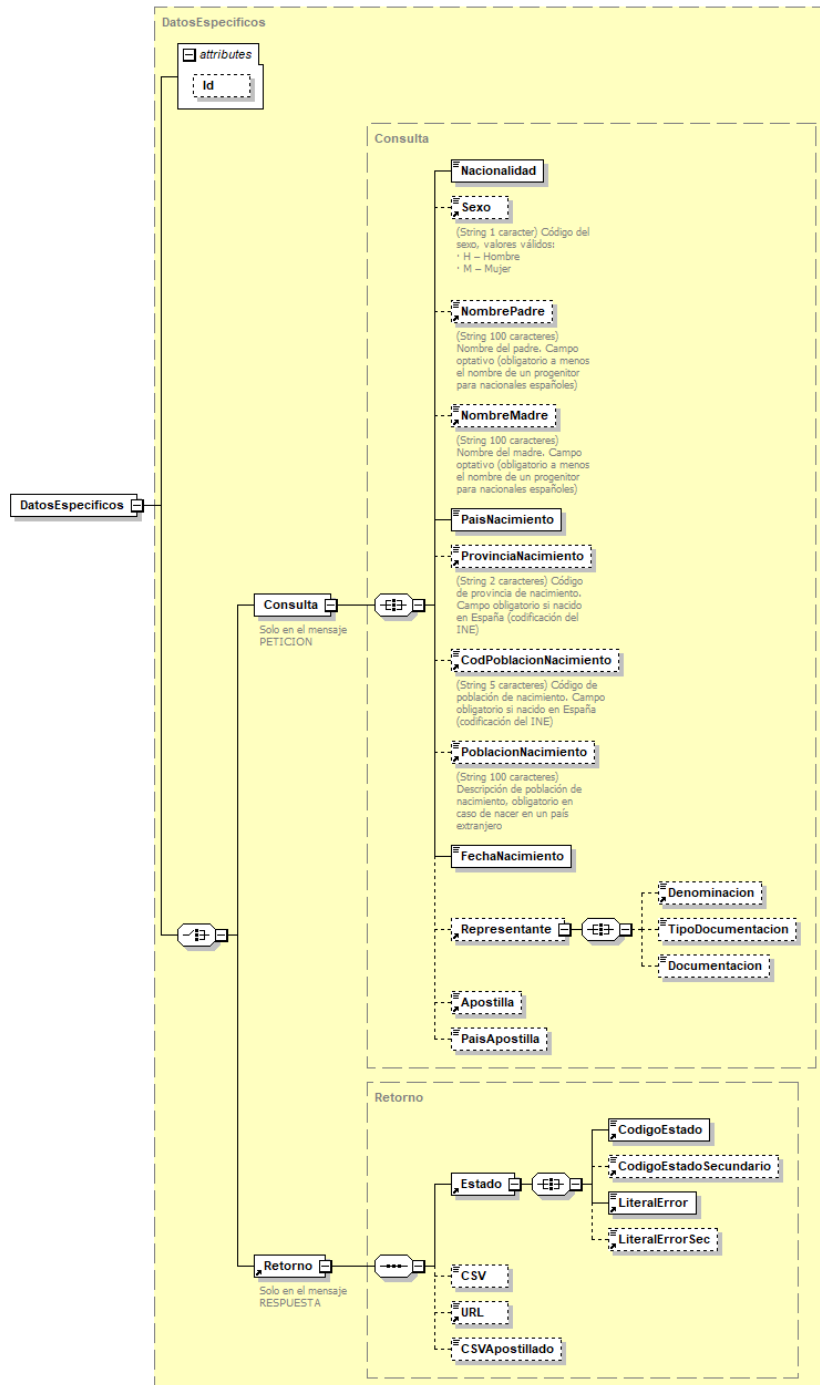 DatosEspecificos
attributes
Id
Consulta
Nacionalidad
Sexo
(String 1 caracter) Código del
sexo, valores válidos:
· H – Hombre
· M – Mujer
NombrePadre
(String 100 caracteres)
Nombre del padre. Campo
optativo (obligatorio a menos
el nombre de un progenitor
para nacionales españoles)
NombreMadre
(String 100 caracteres)
Nombre del madre. Campo
optativo (obligatorio a menos
el nombre de un progenitor
para nacionales españoles)
DatosEspecificos
PaisNacimiento
ProvinciaNacimiento
(String 2 caracteres) Código
de provincia de nacimiento.
Campo obligatorio si nacido
en España (codificación del
INE)
Consulta
Solo en el mensaje
PETICION
CodPoblacionNacimiento
(String 5 caracteres) Código de
población de nacimiento. Campo
obligatorio si nacido en España
(codificación del INE)
PoblacionNacimiento
(String 100 caracteres)
Descripción de población de
nacimiento, obligatorio en
caso de nacer en un país
extranjero
FechaNacimiento
Representante
Denominacion
TipoDocumentacion
Documentacion
Apostilla
PaisApostilla
Retorno
Estado
CodigoEstado
CodigoEstadoSecundario
LiteralError
LiteralErrorSec
Retorno
Solo en el mensaje
RESPUESTA
CSV
URL
CSVApostillado